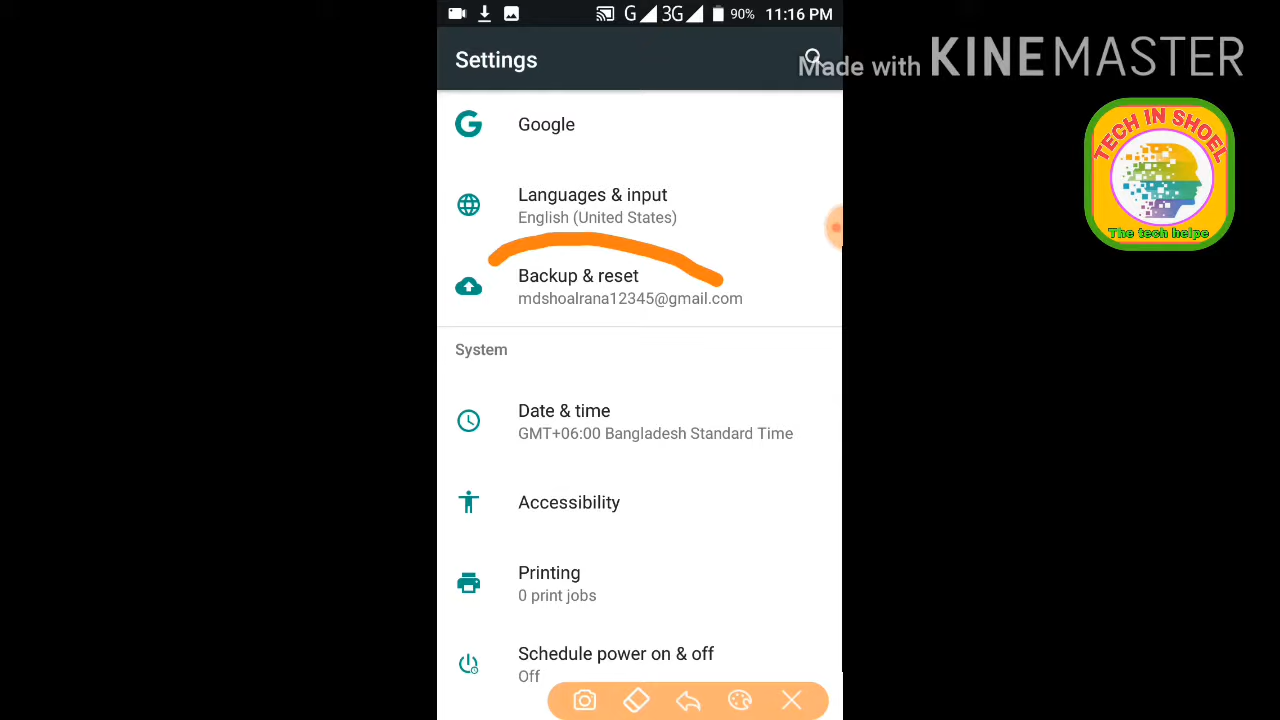 G 3G 90% 11:16 PM
Settings
Made with KINEMASTER
TECH IN SHOEL
The tech helpe
Google
Languages & input
English (United States)
Backup & reset
mdshoalrana12345@gmail.com
System
Date & time
GMT+06:00 Bangladesh Standard Time
Accessibility
Printing
0 print jobs
Schedule power on & off
Off